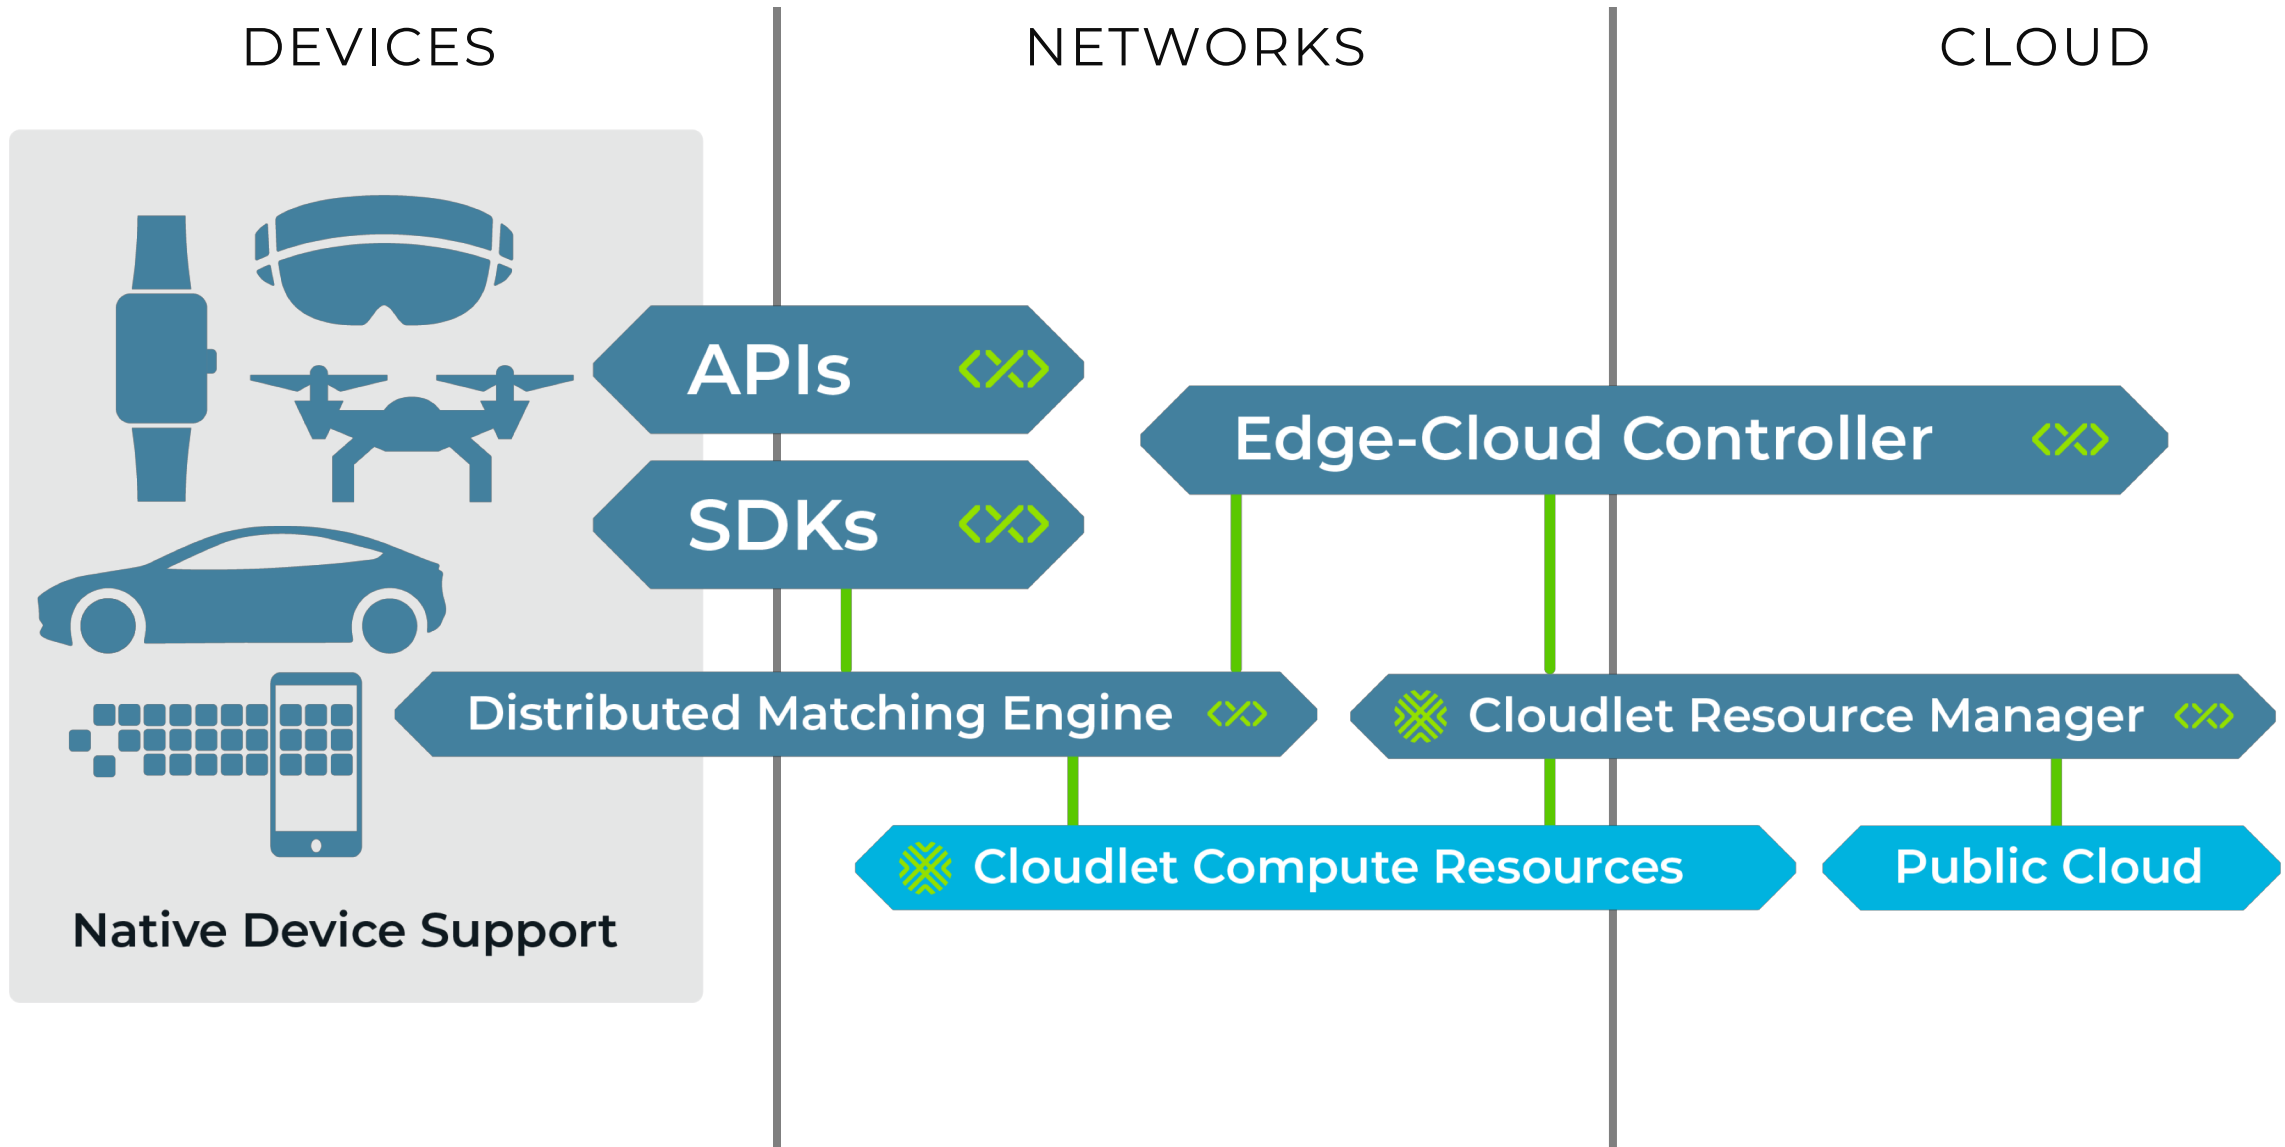 DEVICES
NETWORKS
CLOUD
APIs
SDKs
Edge-Cloud Controller
Distributed Matching Engine
Cloudlet Resource Manager
Cloudlet Compute Resources
Public Cloud
Native Device Support